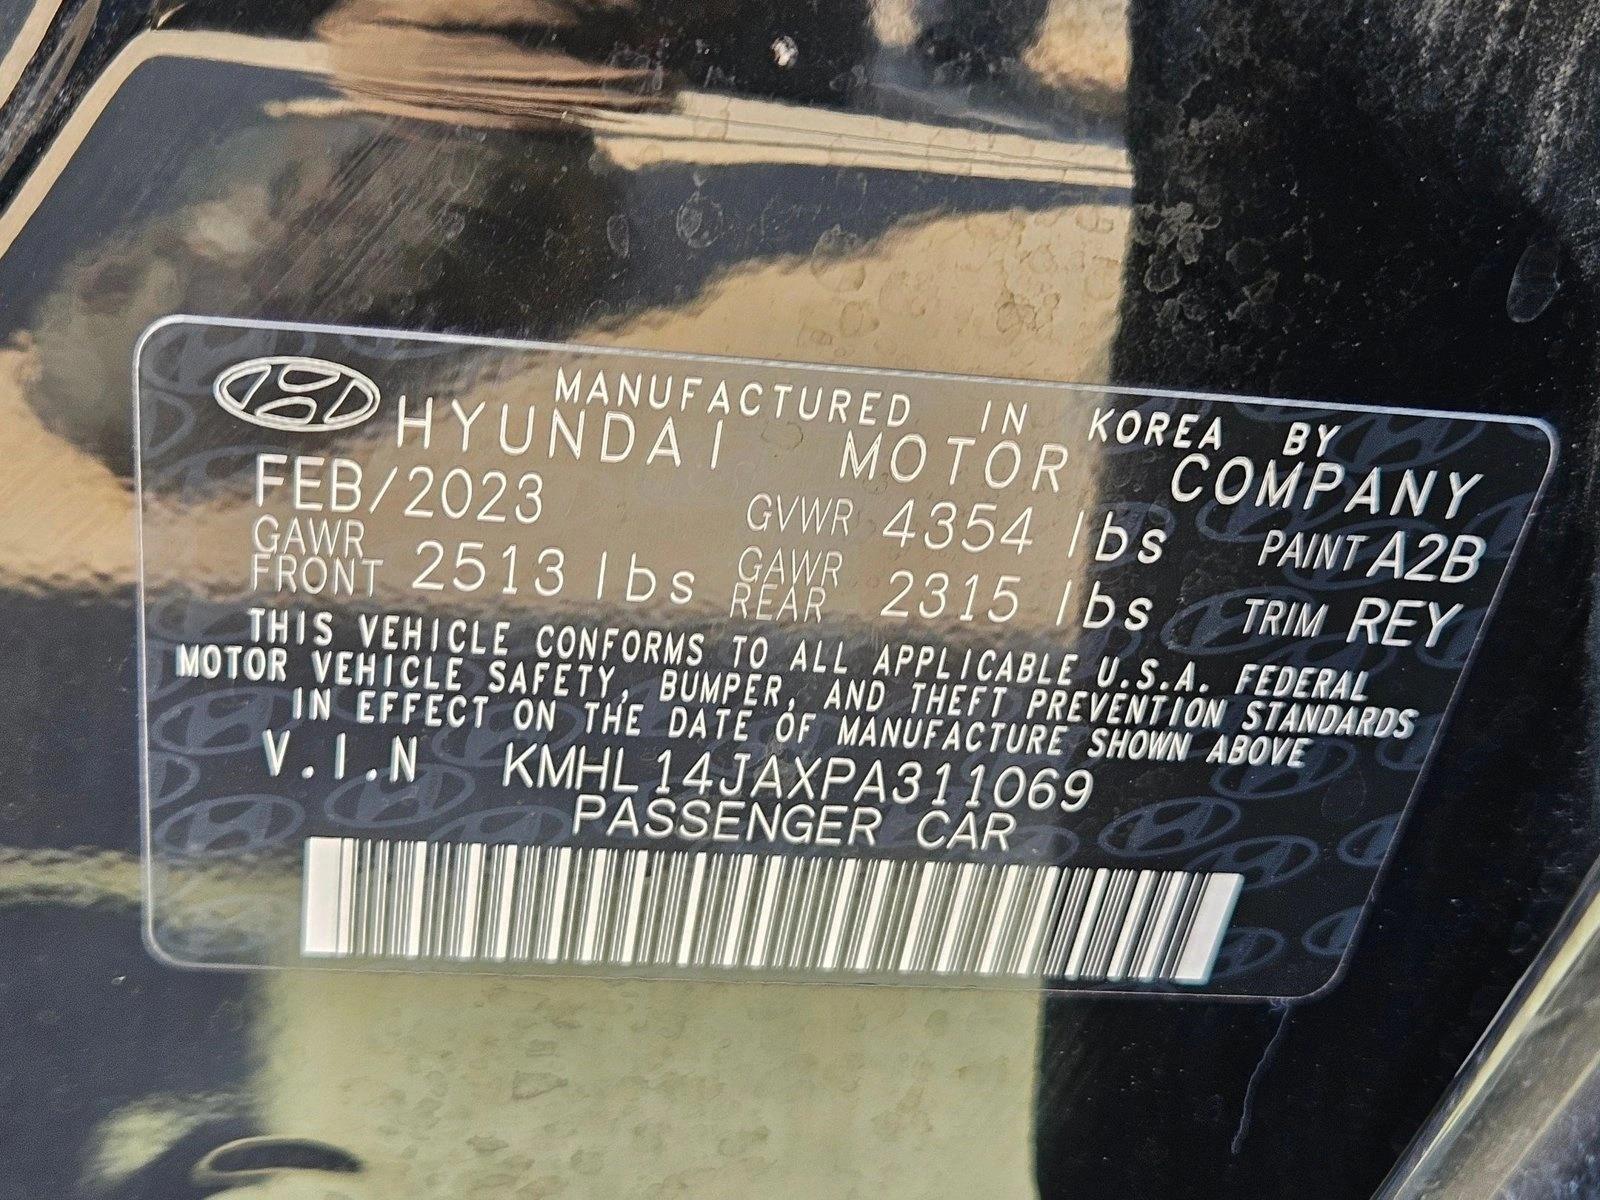 MANUFACTURED IN KOREA BY
HYUNDAI MOTOR COMPANY
FEB/2023 GVWR 4354 lbs PAINT A2B
GAWR FRONT 2513 lbs GAWR REAR 2315 lbs TRIM REY
THIS VEHICLE CONFORMS TO ALL APPLICABLE U.S.A. FEDERAL
MOTOR VEHICLE SAFETY, BUMPER, AND THEFT PREVENTION STANDARDS
IN EFFECT ON THE DATE OF MANUFACTURE SHOWN ABOVE
V.I.N KMHL14JAXPA311069
PASSENGER CAR